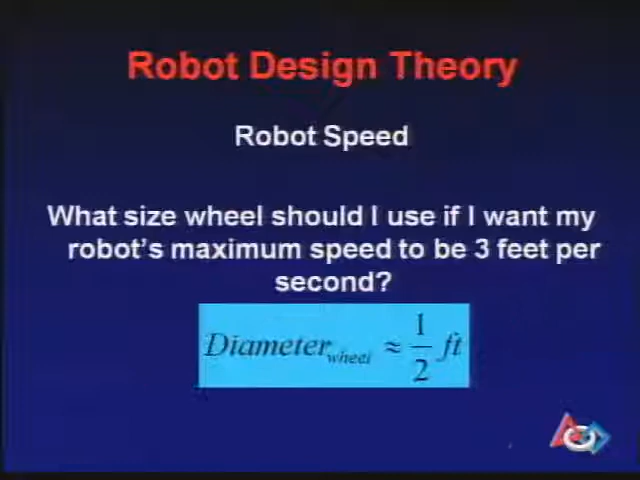 Robot Design Theory
Robot Speed
What size wheel should I use if I want my
robot's maximum speed to be 3 feet per
second?
Diameter_wheel ≈ 1/2 ft